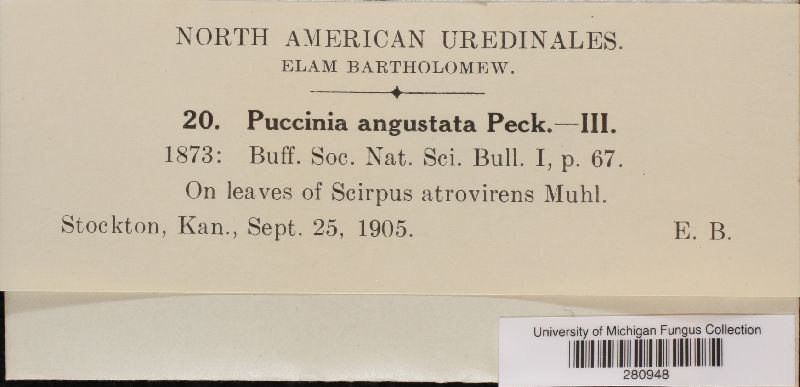 NORTH AMERICAN UREDINALES.
ELAM BARTHOLOMEW.
20. Puccinia angustata Peck.—III.
1873: Buff. Soc. Nat. Sci. Bull. I, p. 67.
On leaves of Scirpus atrovirens Muhl.
Stockton, Kan., Sept. 25, 1905. E. B.
University of Michigan Fungus Collection
280948